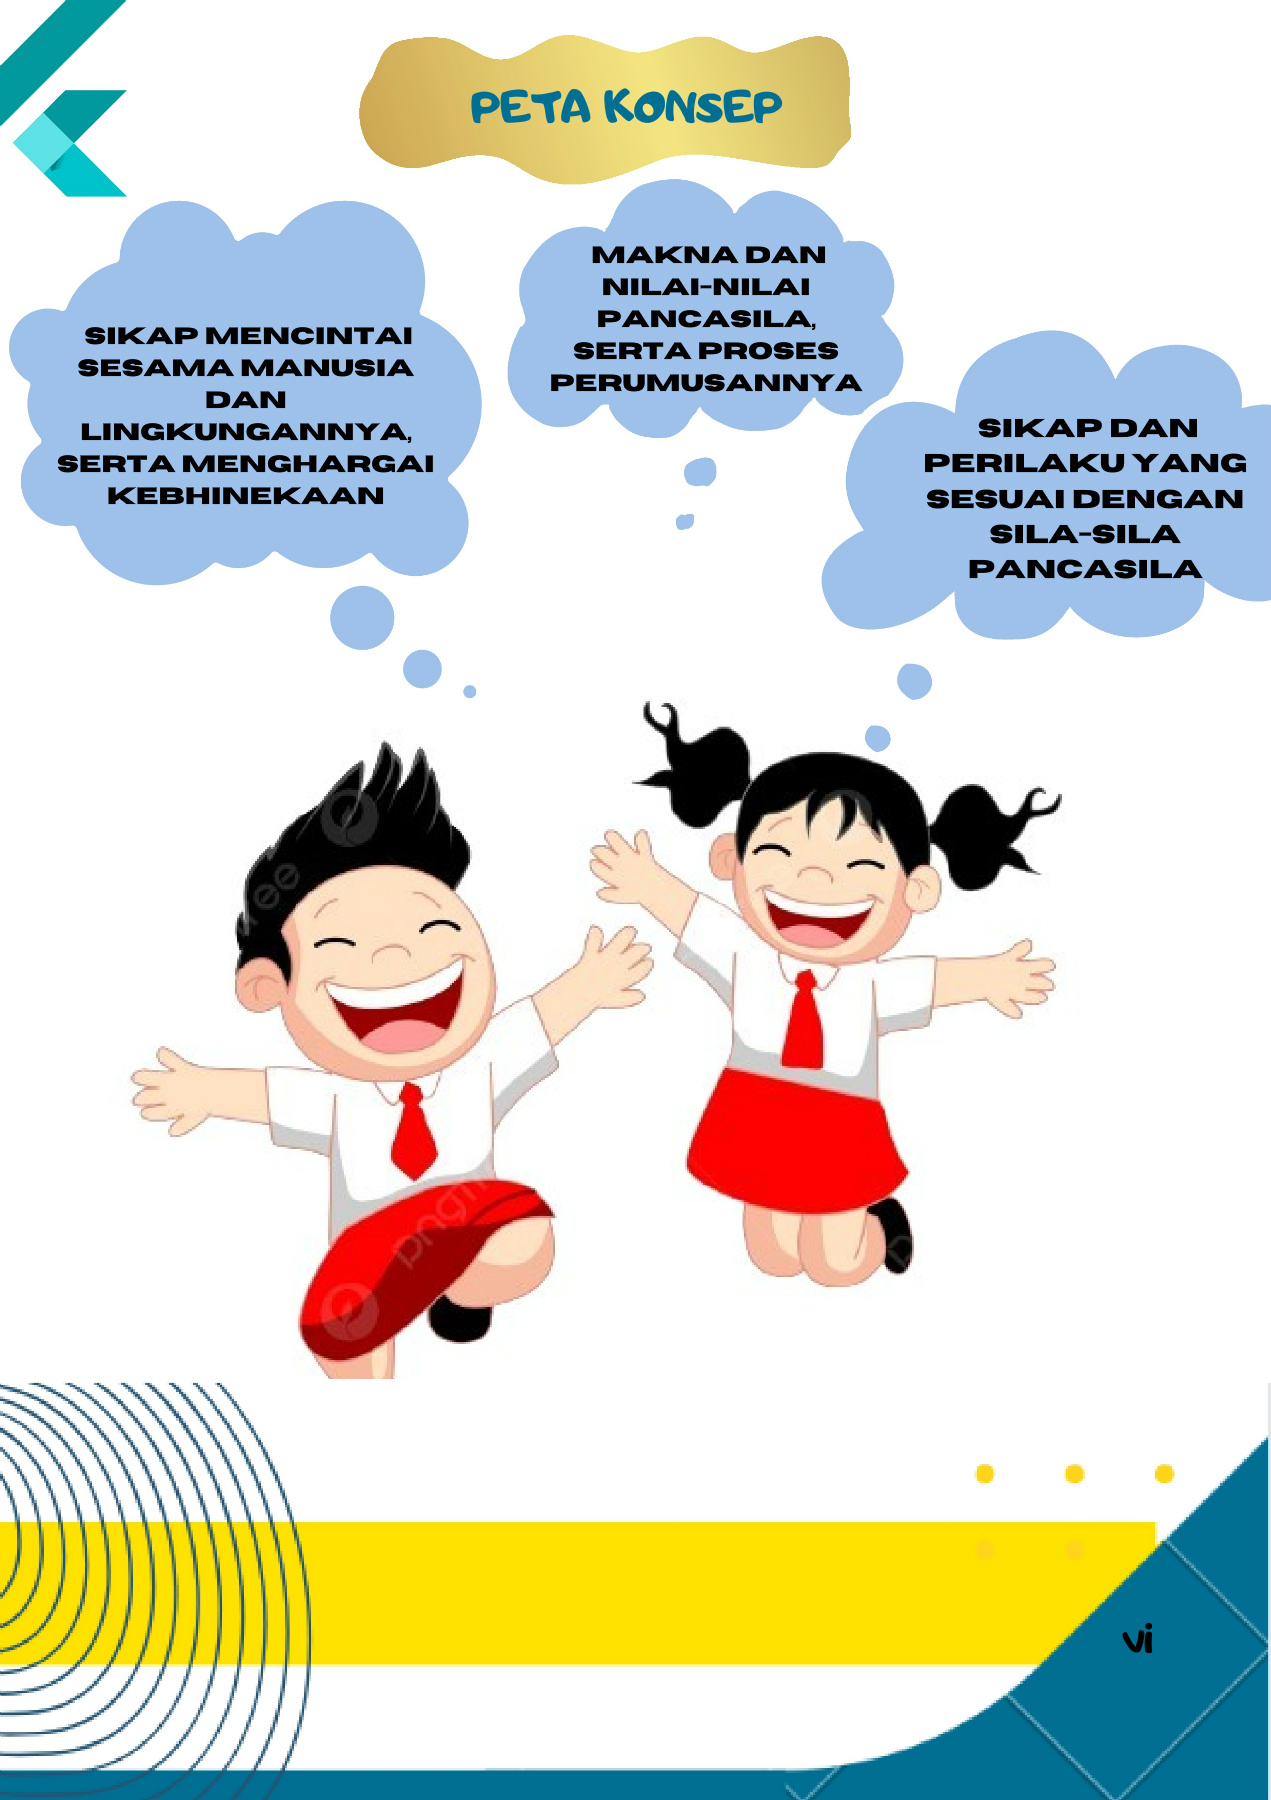 PETA KONSEP
SIKAP MENCINTAI
SESAMA MANUSIA
DAN
LINGKUNGANNYA,
SERTA MENGHARGAI
KEBHINEKAAN
MAKNA DAN
NILAI-NILAI
PANCASILA,
SERTA PROSES
PERUMUSANNYA
SIKAP DAN
PERILAKU YANG
SESUAI DENGAN
SILA-SILA
PANCASILA
vi